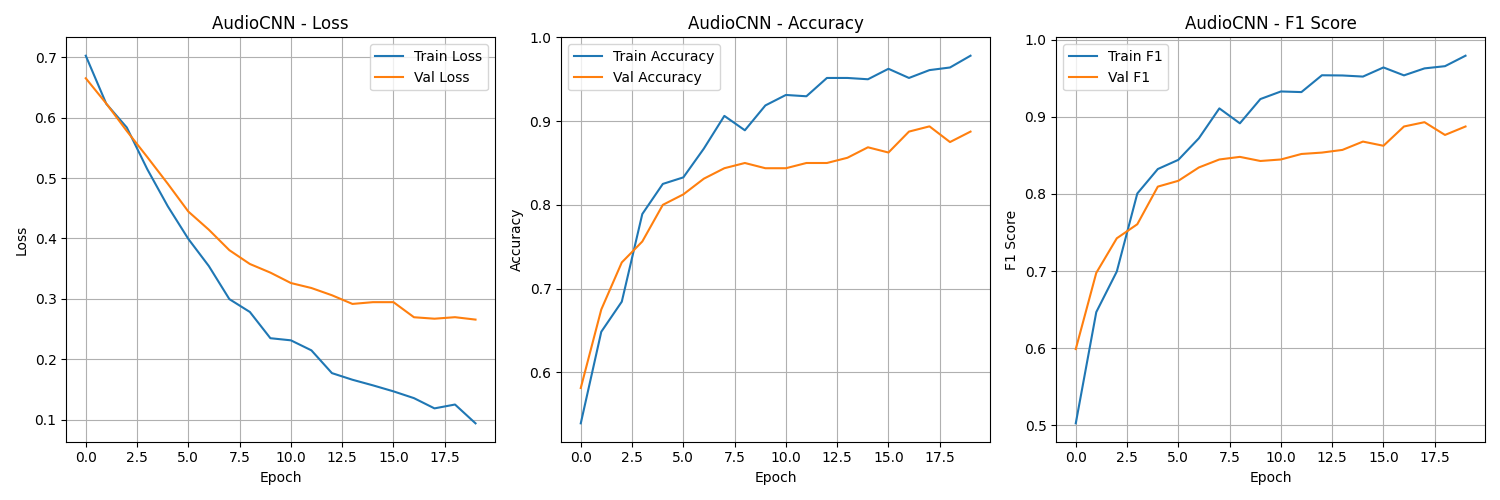 AudioCNN - Loss
Train Loss
Val Loss
0.7
0.6
0.5
0.4
0.3
0.2
0.1
Loss
0.0 2.5 5.0 7.5 10.0 12.5 15.0 17.5
Epoch
AudioCNN - Accuracy
Train Accuracy
Val Accuracy
1.0
0.9
0.8
0.7
0.6
Accuracy
0.0 2.5 5.0 7.5 10.0 12.5 15.0 17.5
Epoch
AudioCNN - F1 Score
Train F1
Val F1
1.0
0.9
0.8
0.7
0.6
0.5
F1 Score
0.0 2.5 5.0 7.5 10.0 12.5 15.0 17.5
Epoch